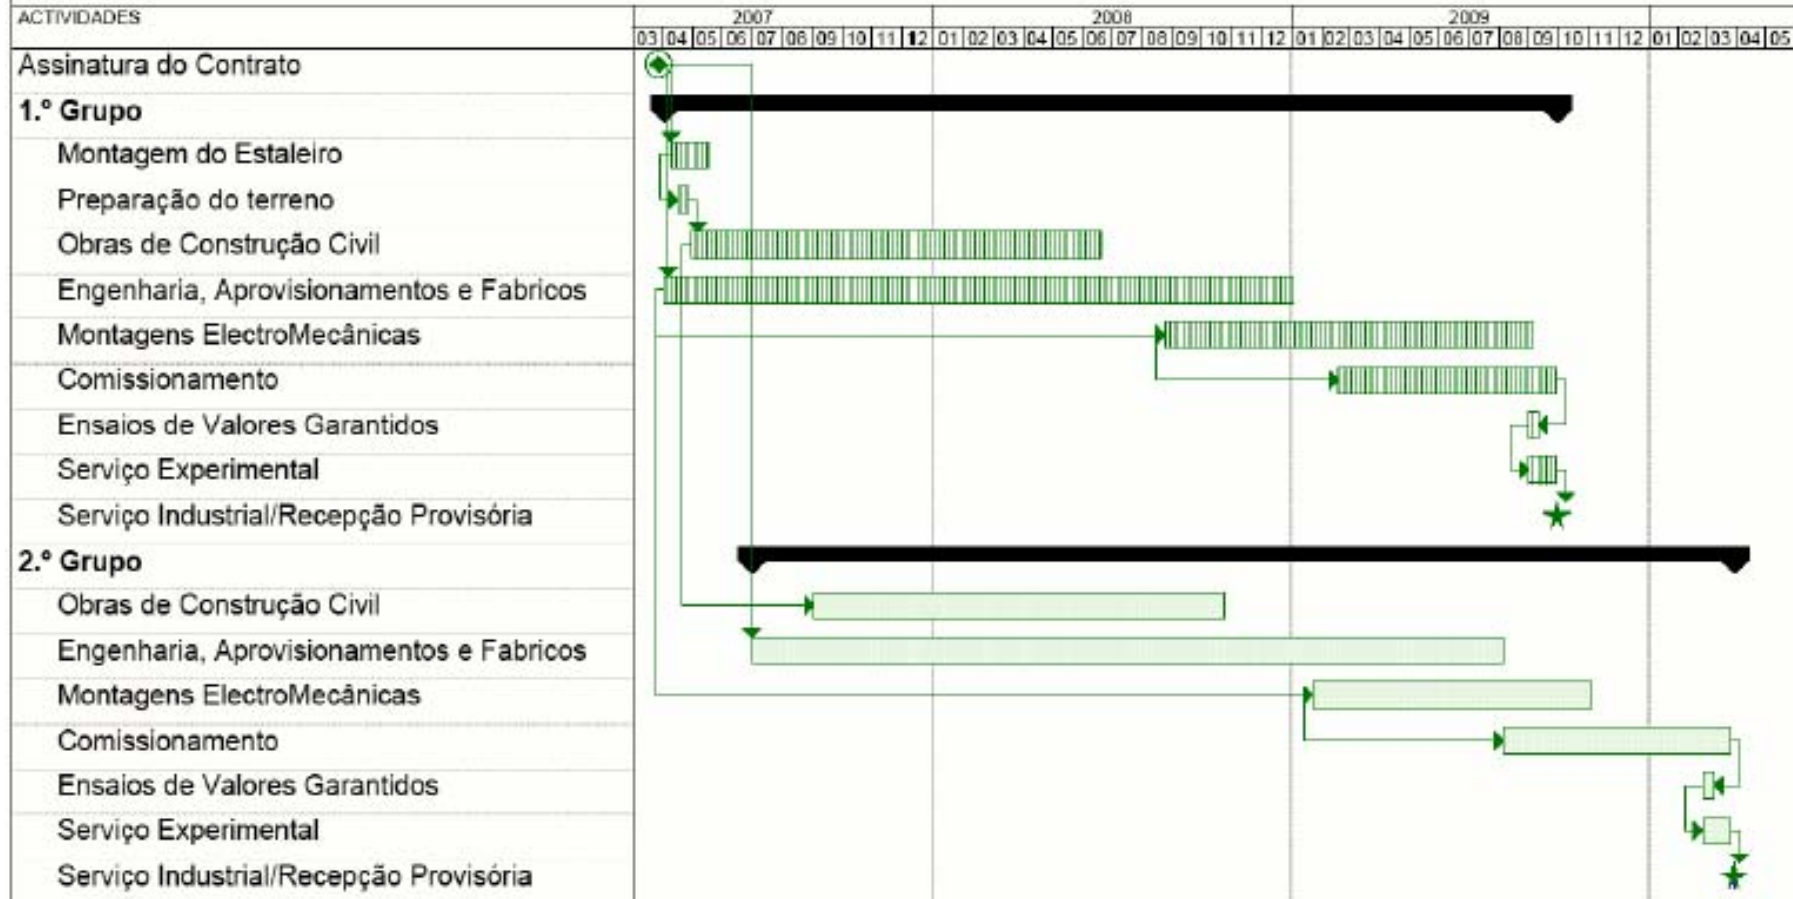 ACTIVIDADES
2007 2008 2009
03 04 05 06 07 08 09 10 11 12 01 02 03 04 05 06 07 08 09 10 11 12 01 02 03 04 05 06 07 08 09 10 11 12 01 02 03 04 05
Assinatura do Contrato
1.º Grupo
Montagem do Estaleiro
Preparação do terreno
Obras de Construção Civil
Engenharia, Aprovisionamentos e Fabricos
Montagens ElectroMecânicas
Comissionamento
Ensaios de Valores Garantidos
Serviço Experimental
Serviço Industrial/Recepção Provisória
2.º Grupo
Obras de Construção Civil
Engenharia, Aprovisionamentos e Fabricos
Montagens ElectroMecânicas
Comissionamento
Ensaios de Valores Garantidos
Serviço Experimental
Serviço Industrial/Recepção Provisória